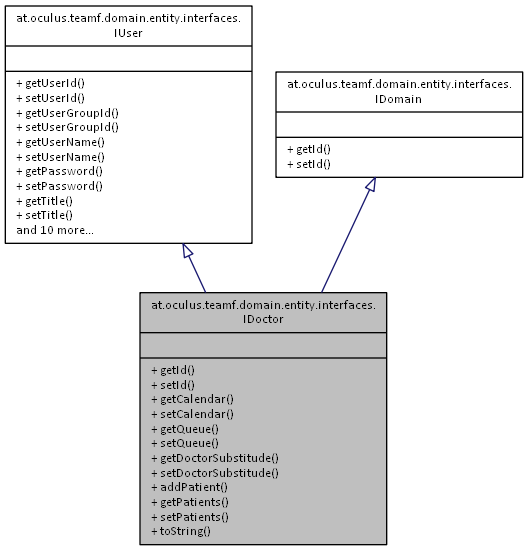 at.oculus.teamf.domain.entity.interfaces.
IUser
+ getUserId()
+ setUserId()
+ getUserGroupId()
+ setUserGroupId()
+ getUserName()
+ setUserName()
+ getPassword()
+ setPassword()
+ getTitle()
+ setTitle()
and 10 more...
at.oculus.teamf.domain.entity.interfaces.
IDomain
+ getId()
+ setId()
at.oculus.teamf.domain.entity.interfaces.
IDoctor
+ getId()
+ setId()
+ getCalendar()
+ setCalendar()
+ getQueue()
+ setQueue()
+ getDoctorSubstitude()
+ setDoctorSubstitude()
+ addPatient()
+ getPatients()
+ setPatients()
+ toString()